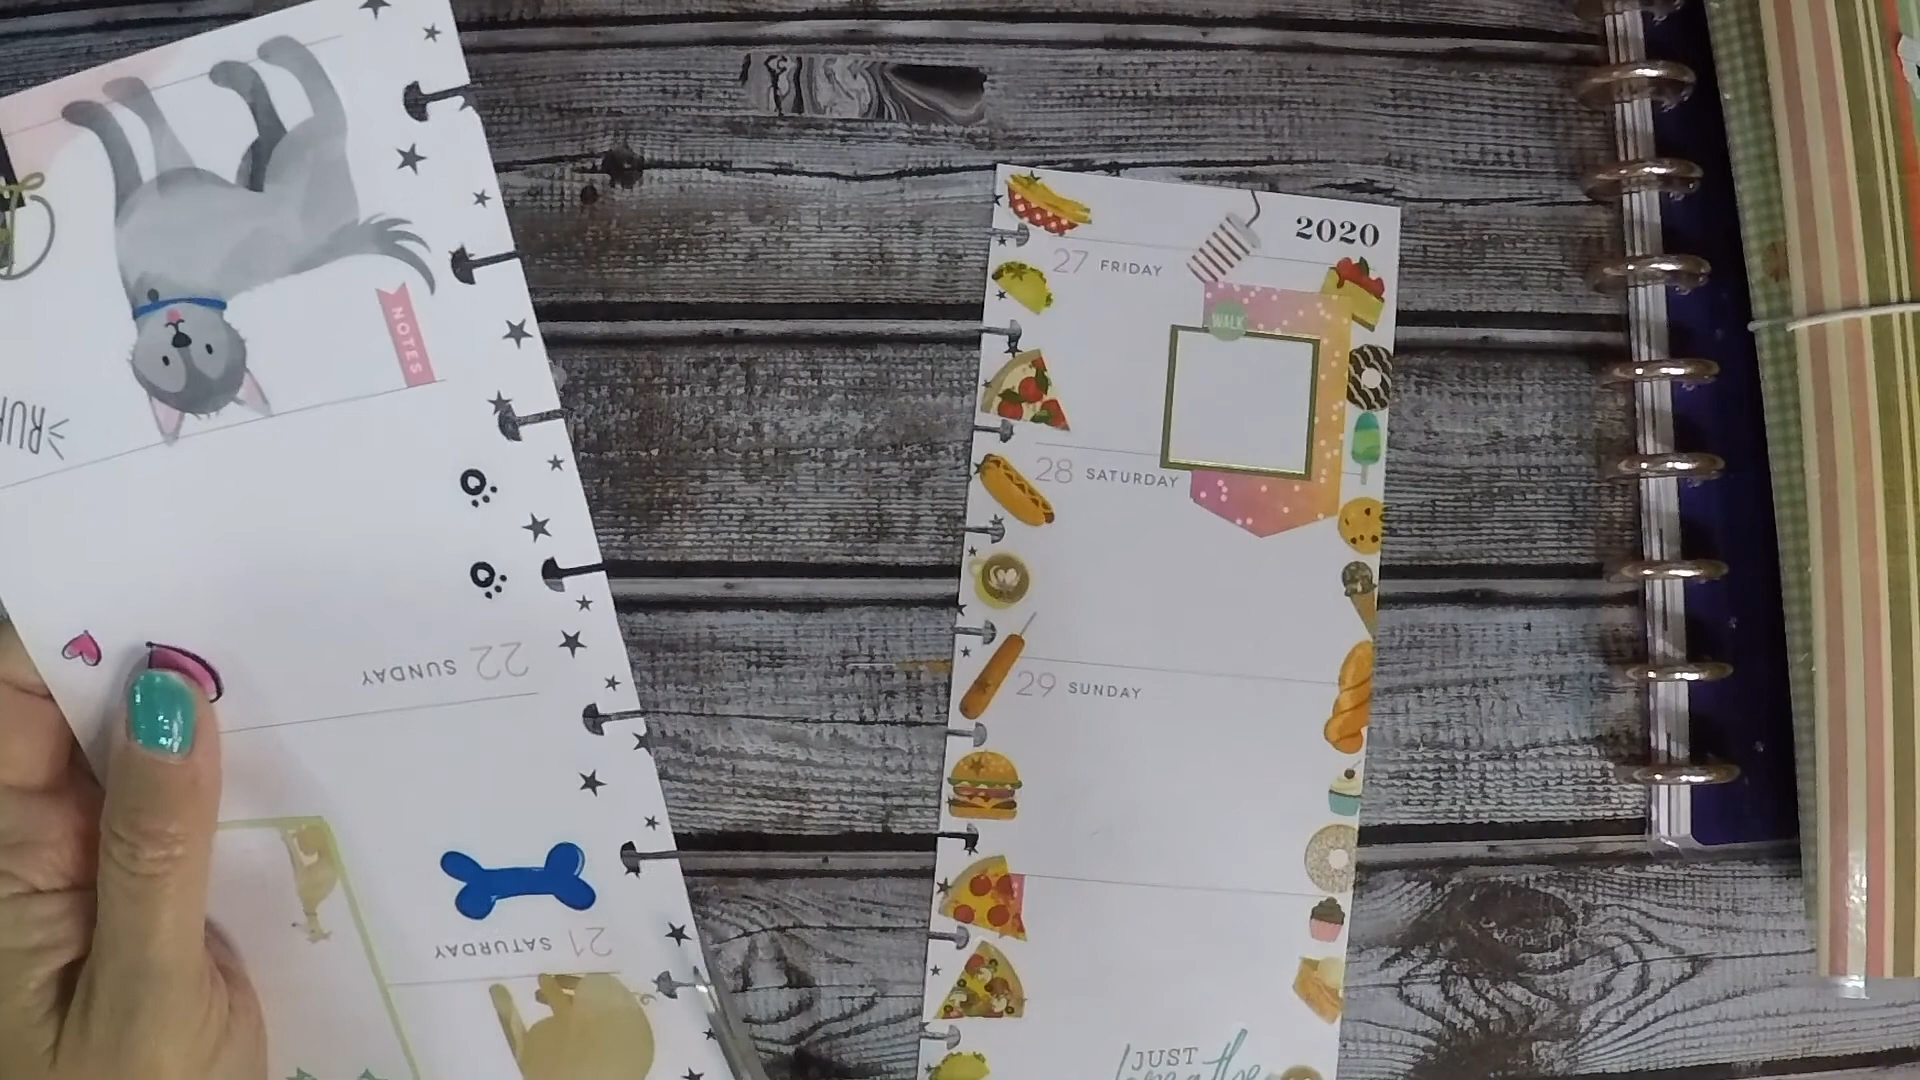 NOTES
22 SUNDAY
21 SATURDAY
2020
27 FRIDAY
WALK
28 SATURDAY
29 SUNDAY
JUST